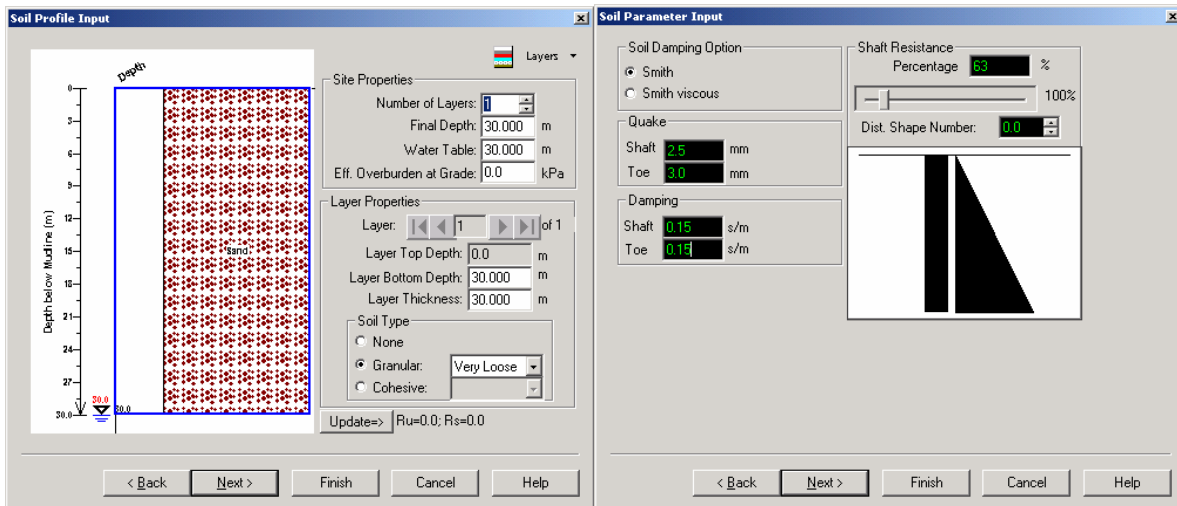 Soil Profile Input
Depth
Layers
0
3
6
9
12
15
18
21
24
27
30.0
Depth below Mudline (m)
Sand
30.0
30.0
Site Properties
Number of Layers: 1
Final Depth: 30.000 m
Water Table: 30.000 m
Eff. Overburden at Grade: 0.0 kPa
Layer Properties
Layer: 1 of 1
Layer Top Depth: 0.0 m
Layer Bottom Depth: 30.000 m
Layer Thickness: 30.000 m
Soil Type
None
Granular: Very Loose
Cohesive:
Update=> Ru=0.0; Rs=0.0
< Back Next > Finish Cancel Help
Soil Parameter Input
Soil Damping Option
Smith
Smith viscous
Quake
Shaft 2.5 mm
Toe 3.0 mm
Damping
Shaft 0.15 s/m
Toe 0.15 s/m
Shaft Resistance
Percentage 63 %
100%
Dist. Shape Number: 0.0
< Back Next > Finish Cancel Help